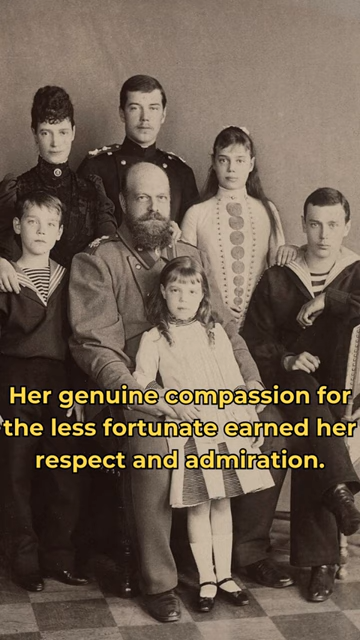 Her genuine compassion for
the less fortunate earned her
respect and admiration.